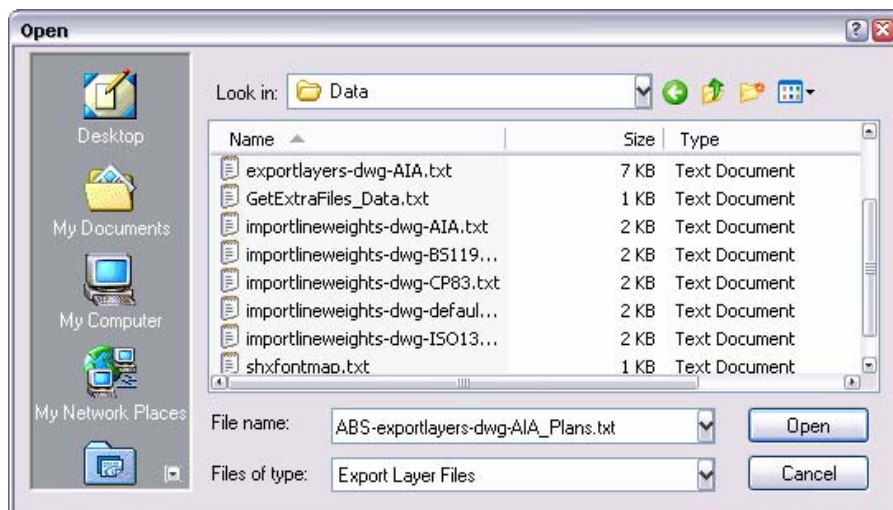 Open
Look in: Data
Desktop
My Documents
My Computer
My Network Places
Name Size Type
exportlayers-dwg-AIA.txt 7 KB Text Document
GetExtraFiles_Data.txt 1 KB Text Document
importlineweights-dwg-AIA.txt 2 KB Text Document
importlineweights-dwg-BS119... 2 KB Text Document
importlineweights-dwg-CP83.txt 2 KB Text Document
importlineweights-dwg-defaul... 2 KB Text Document
importlineweights-dwg-ISO13... 2 KB Text Document
shxfontmap.txt 1 KB Text Document
File name: ABS-exportlayers-dwg-AIA_Plans.txt Open
Files of type: Export Layer Files Cancel